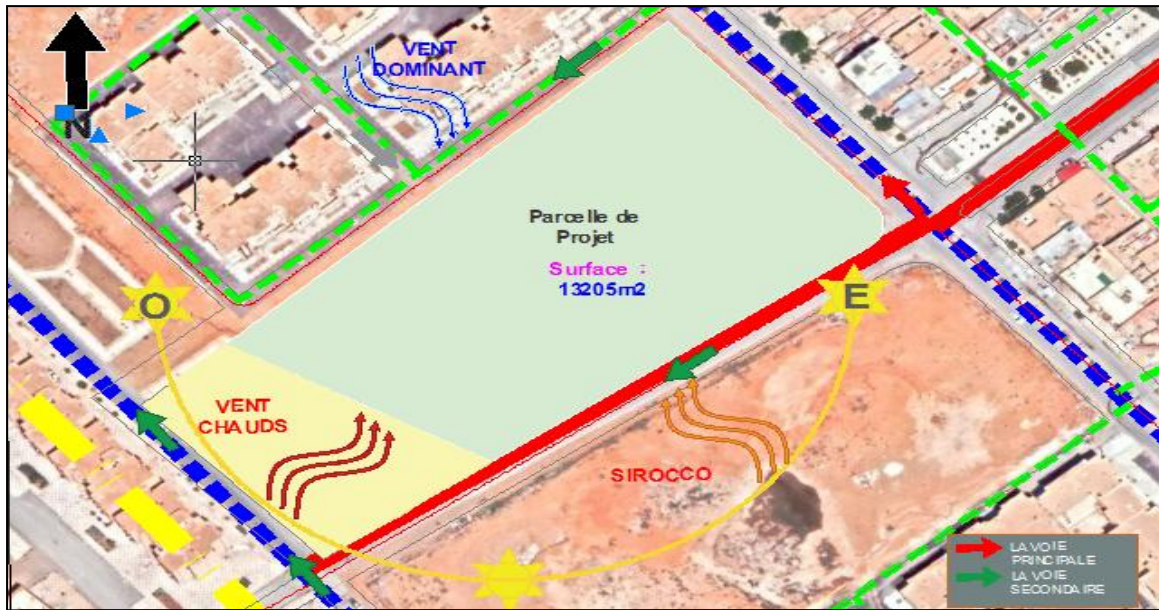 N
VENT
DOMINANT
Parcelle de
Projet
Surface :
13205m2
O
E
VENT
CHAUDS
SIROCCO
LA VOIE
PRINCIPALE
LA VOIE
SECONDAIRE